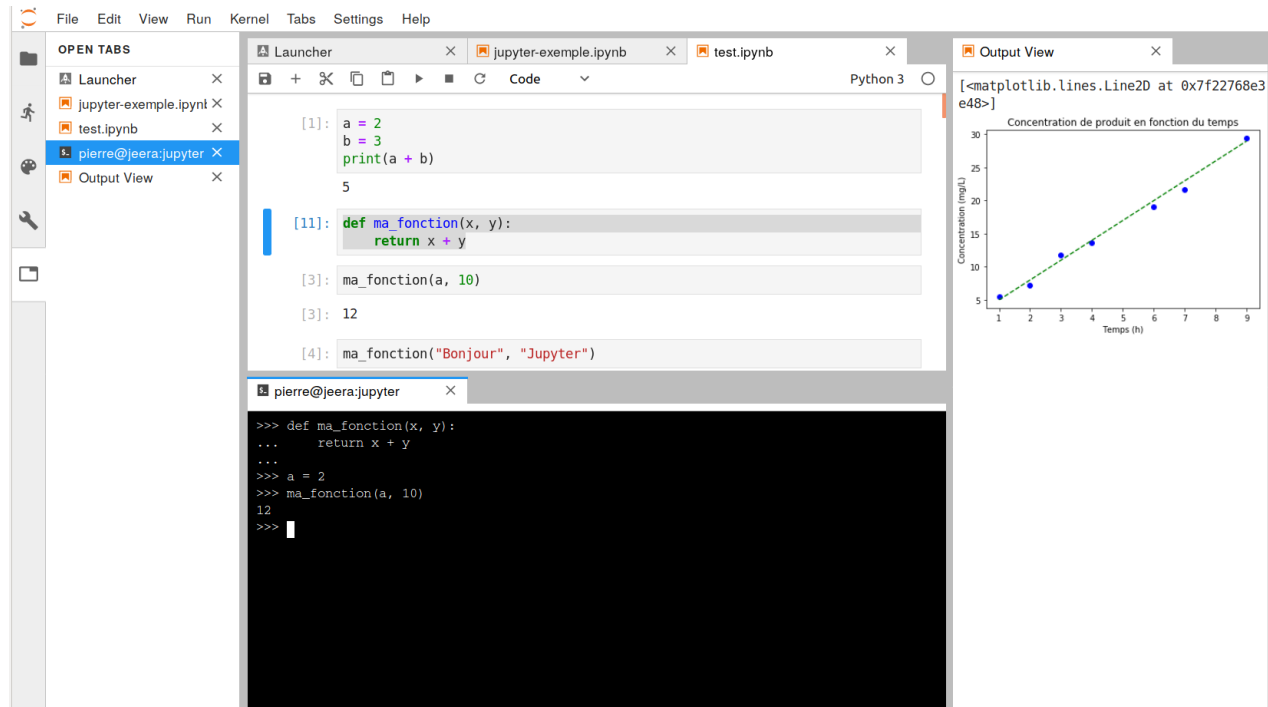 File Edit View Run Kernel Tabs Settings Help
OPEN TABS
Launcher
jupyter-exemple.ipynb
test.ipynb
pierre@jeera:jupyter
Output View
Launcher
jupyter-exemple.ipynb
test.ipynb
Code
Python 3
[1]: a = 2
b = 3
print(a + b)
5
[11]: def ma_fonction(x, y):
return x + y
[3]: ma_fonction(a, 10)
[3]: 12
[4]: ma_fonction("Bonjour", "Jupyter")
pierre@jeera:jupyter
>>> def ma_fonction(x, y):
...     return x + y
...
>>> a = 2
>>> ma_fonction(a, 10)
12
>>>
Output View
[<matplotlib.lines.Line2D at 0x7f22768e3
e48>]
Concentration de produit en fonction du temps
Concentration (mg/L)
30
25
20
15
10
5
1 2 3 4 5 6 7 8 9
Temps (h)